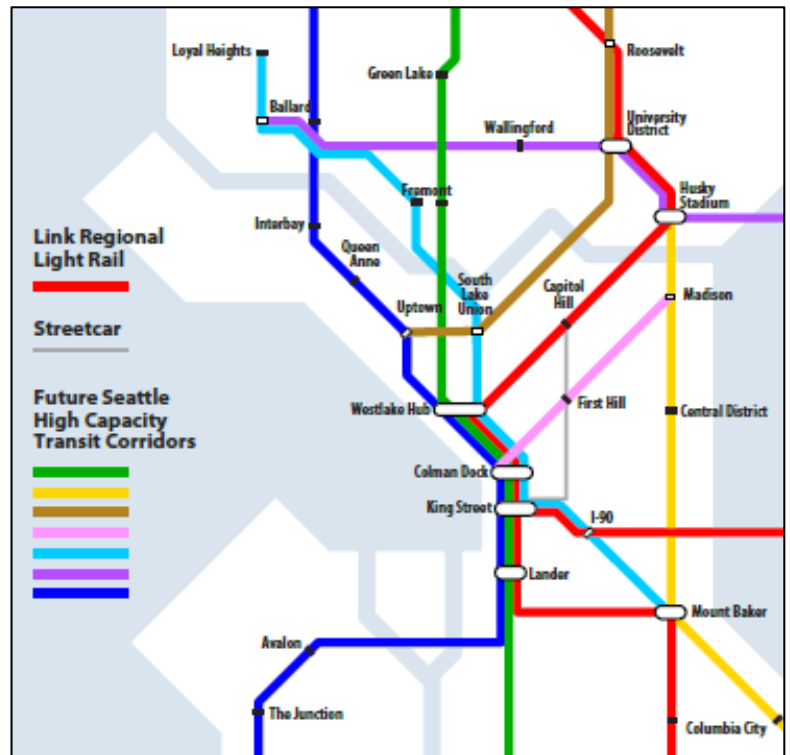 Loyal Heights
Roosevelt
Green Lake
Ballard
University
District
Wallingford
Husky
Stadium
Fremont
Interbay
Link Regional
Light Rail
Queen
Anne
South
Lake
Union
Capitol
Hill
Uptown
Madison
Streetcar
First Hill
Westlake Hub
Central District
Future Seattle
High Capacity
Transit Corridors
Colman Dock
King Street
I-90
Lander
Mount Baker
Avalon
The Junction
Columbia City